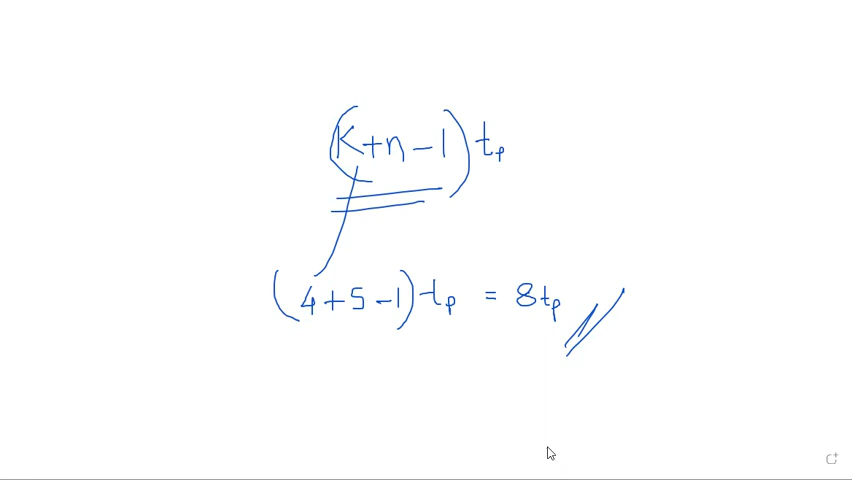 (K+n-1) tp
(4+5-1) tp = 8tp